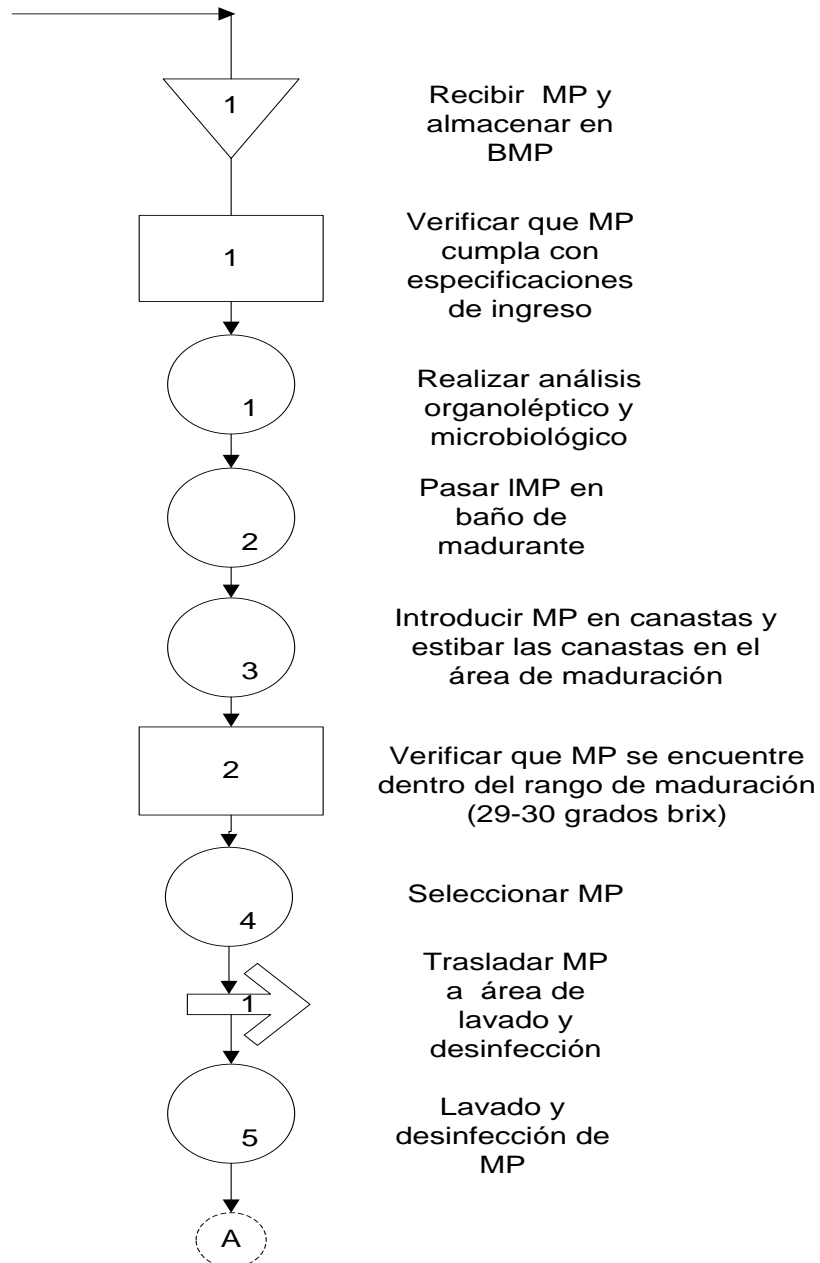 1
Recibir MP y
almacenar en
BMP
1
Verificar que MP
cumpla con
especificaciones
de ingreso
1
Realizar análisis
organoléptico y
microbiológico
2
Pasar lMP en
baño de
madurante
3
Introducir MP en canastas y
estibar las canastas en el
área de maduración
2
Verificar que MP se encuentre
dentro del rango de maduración
(29-30 grados brix)
4
Seleccionar MP
1
Trasladar MP
a área de
lavado y
desinfección
5
Lavado y
desinfección de
MP
A